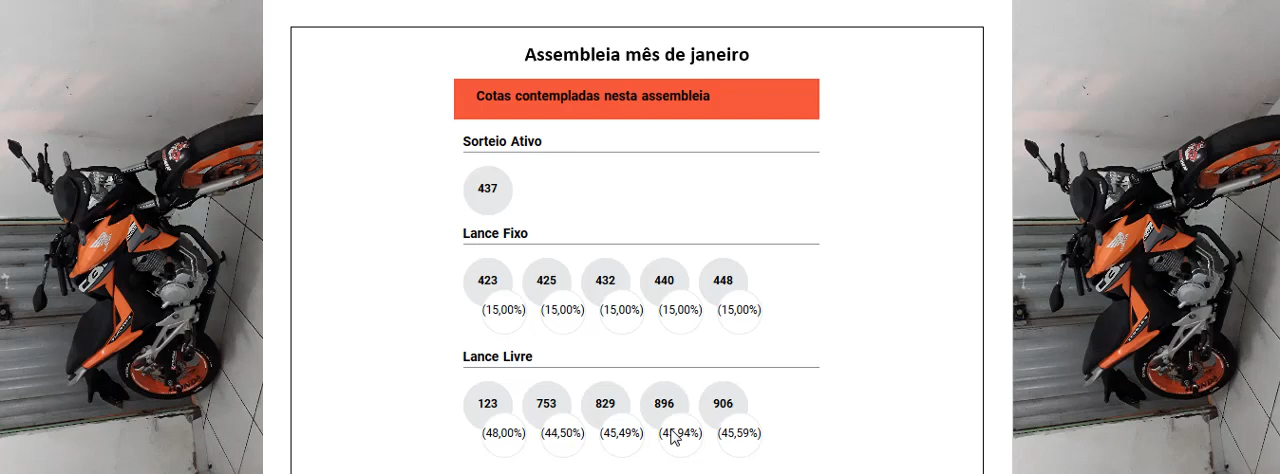 Assembleia mês de janeiro
Cotas contempladas nesta assembleia
Sorteio Ativo
437
Lance Fixo
423 425 432 440 448
(15,00%) (15,00%) (15,00%) (15,00%) (15,00%)
Lance Livre
123 753 829 896 906
(48,00%) (44,50%) (45,49%) (45,59%)